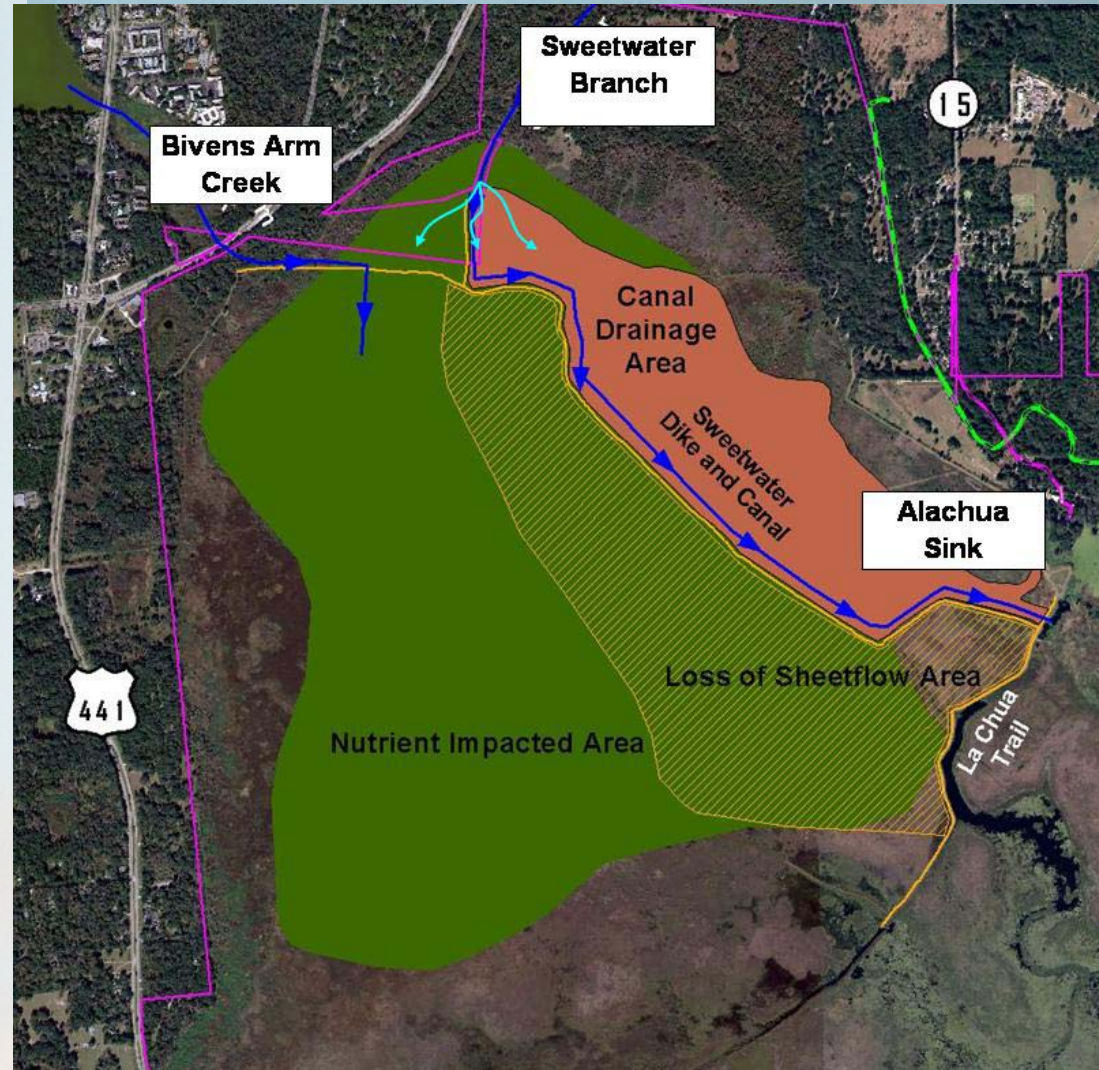 Sweetwater
Branch
15
Bivens Arm
Creek
Canal
Drainage
Area
Sweetwater
Dike and Canal
Alachua
Sink
Loss of Sheetflow Area
441
Nutrient Impacted Area
La Chua
Trail